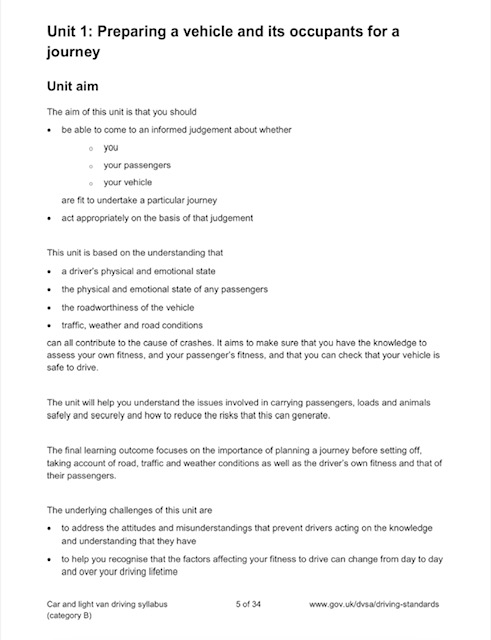 Unit 1: Preparing a vehicle and its occupants for a
journey
Unit aim
The aim of this unit is that you should
• be able to come to an informed judgement about whether
o you
o your passengers
o your vehicle
are fit to undertake a particular journey
• act appropriately on the basis of that judgement
This unit is based on the understanding that
• a driver's physical and emotional state
• the physical and emotional state of any passengers
• the roadworthiness of the vehicle
• traffic, weather and road conditions
can all contribute to the cause of crashes. It aims to make sure that you have the knowledge to
assess your own fitness, and your passenger's fitness, and that you can check that your vehicle is
safe to drive.
The unit will help you understand the issues involved in carrying passengers, loads and animals
safely and securely and how to reduce the risks that this can generate.
The final learning outcome focuses on the importance of planning a journey before setting off,
taking account of road, traffic and weather conditions as well as the driver's own fitness and that of
their passengers.
The underlying challenges of this unit are
• to address the attitudes and misunderstandings that prevent drivers acting on the knowledge
and understanding that they have
• to help you recognise that the factors affecting your fitness to drive can change from day to day
and over your driving lifetime
Car and light van driving syllabus 5 of 34 www.gov.uk/dvsa/driving-standards
(category B)